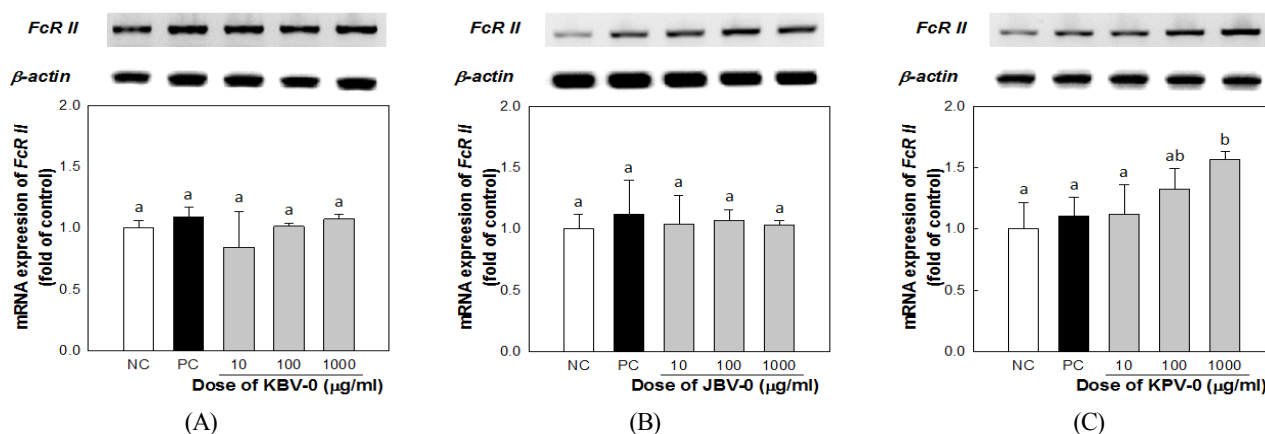 FcR II
β-actin
2.0
1.5
1.0
0.5
0.0
mRNA expreesion of FcR II
(fold of control)
a
a
a
a
a
NC
PC
10
100
1000
Dose of KBV-0 (μg/ml)
(A)
FcR II
β-actin
2.0
1.5
1.0
0.5
0.0
mRNA expreesion of FcR II
(fold of control)
a
a
a
a
a
NC
PC
10
100
1000
Dose of JBV-0 (μg/ml)
(B)
FcR II
β-actin
2.0
1.5
1.0
0.5
0.0
mRNA expreesion of FcR II
(fold of control)
a
a
a
ab
b
NC
PC
10
100
1000
Dose of KPV-0 (μg/ml)
(C)